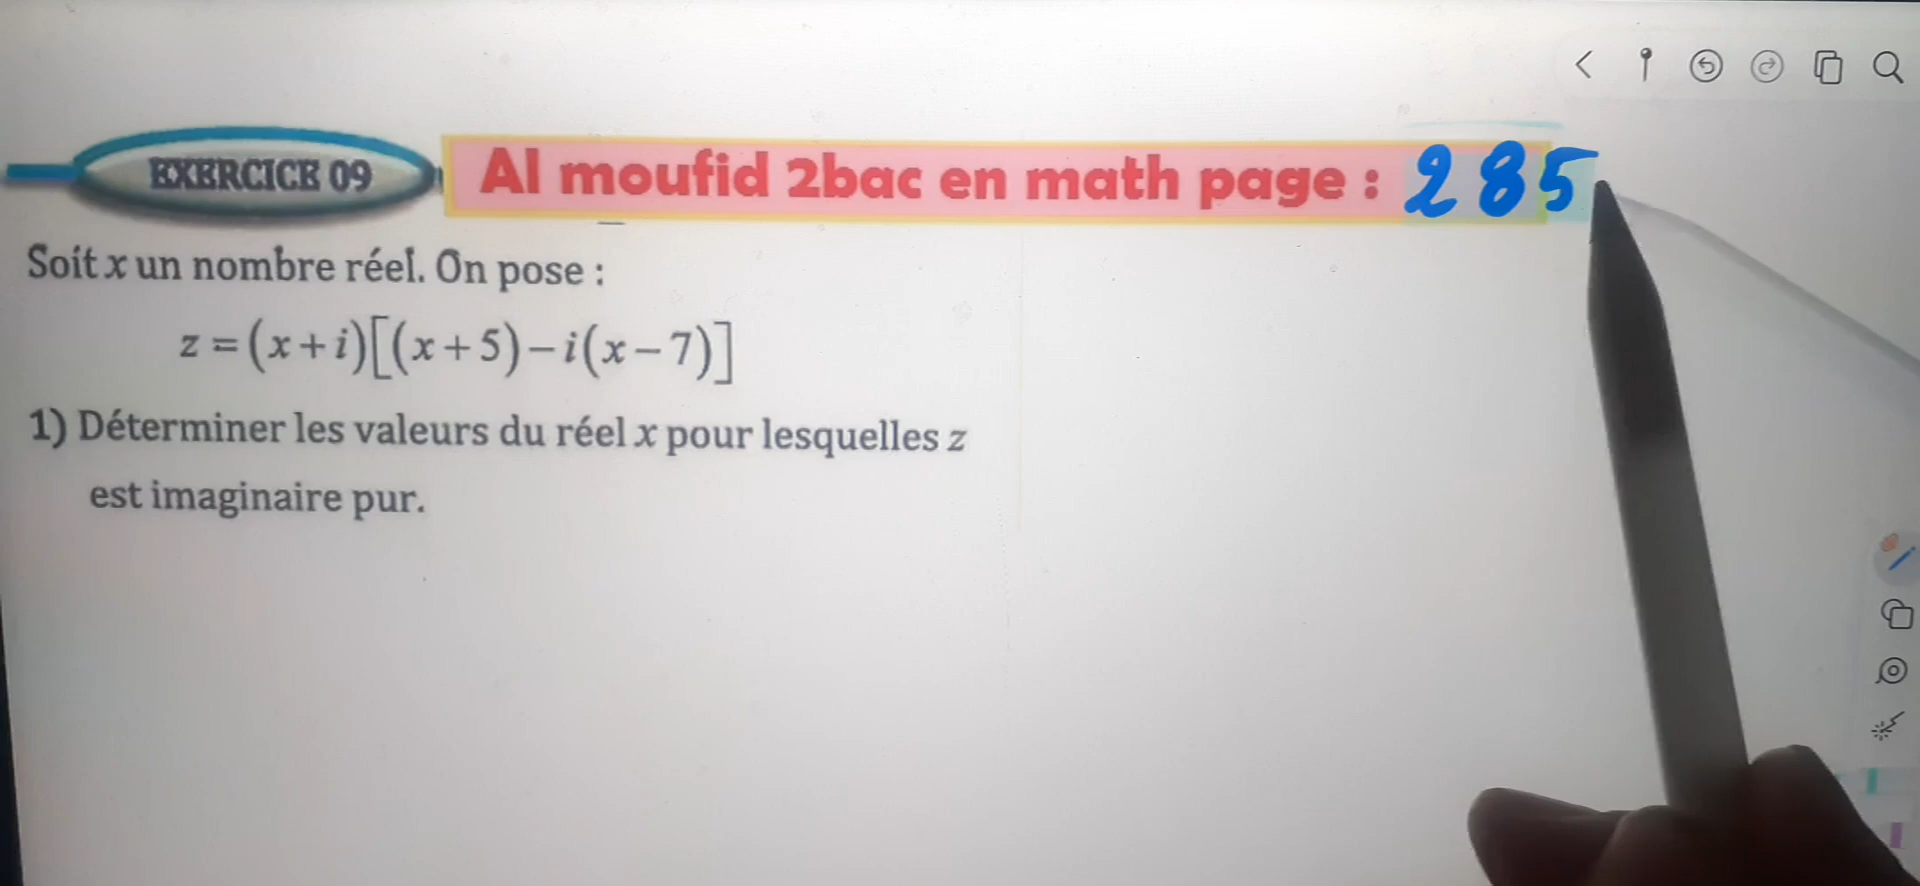 EXERCICE 09
Al moufid 2bac en math page : 285
Soit x un nombre réel. On pose :
z = (x + i)[(x + 5) – i(x – 7)]
1) Déterminer les valeurs du réel x pour lesquelles z
est imaginaire pur.